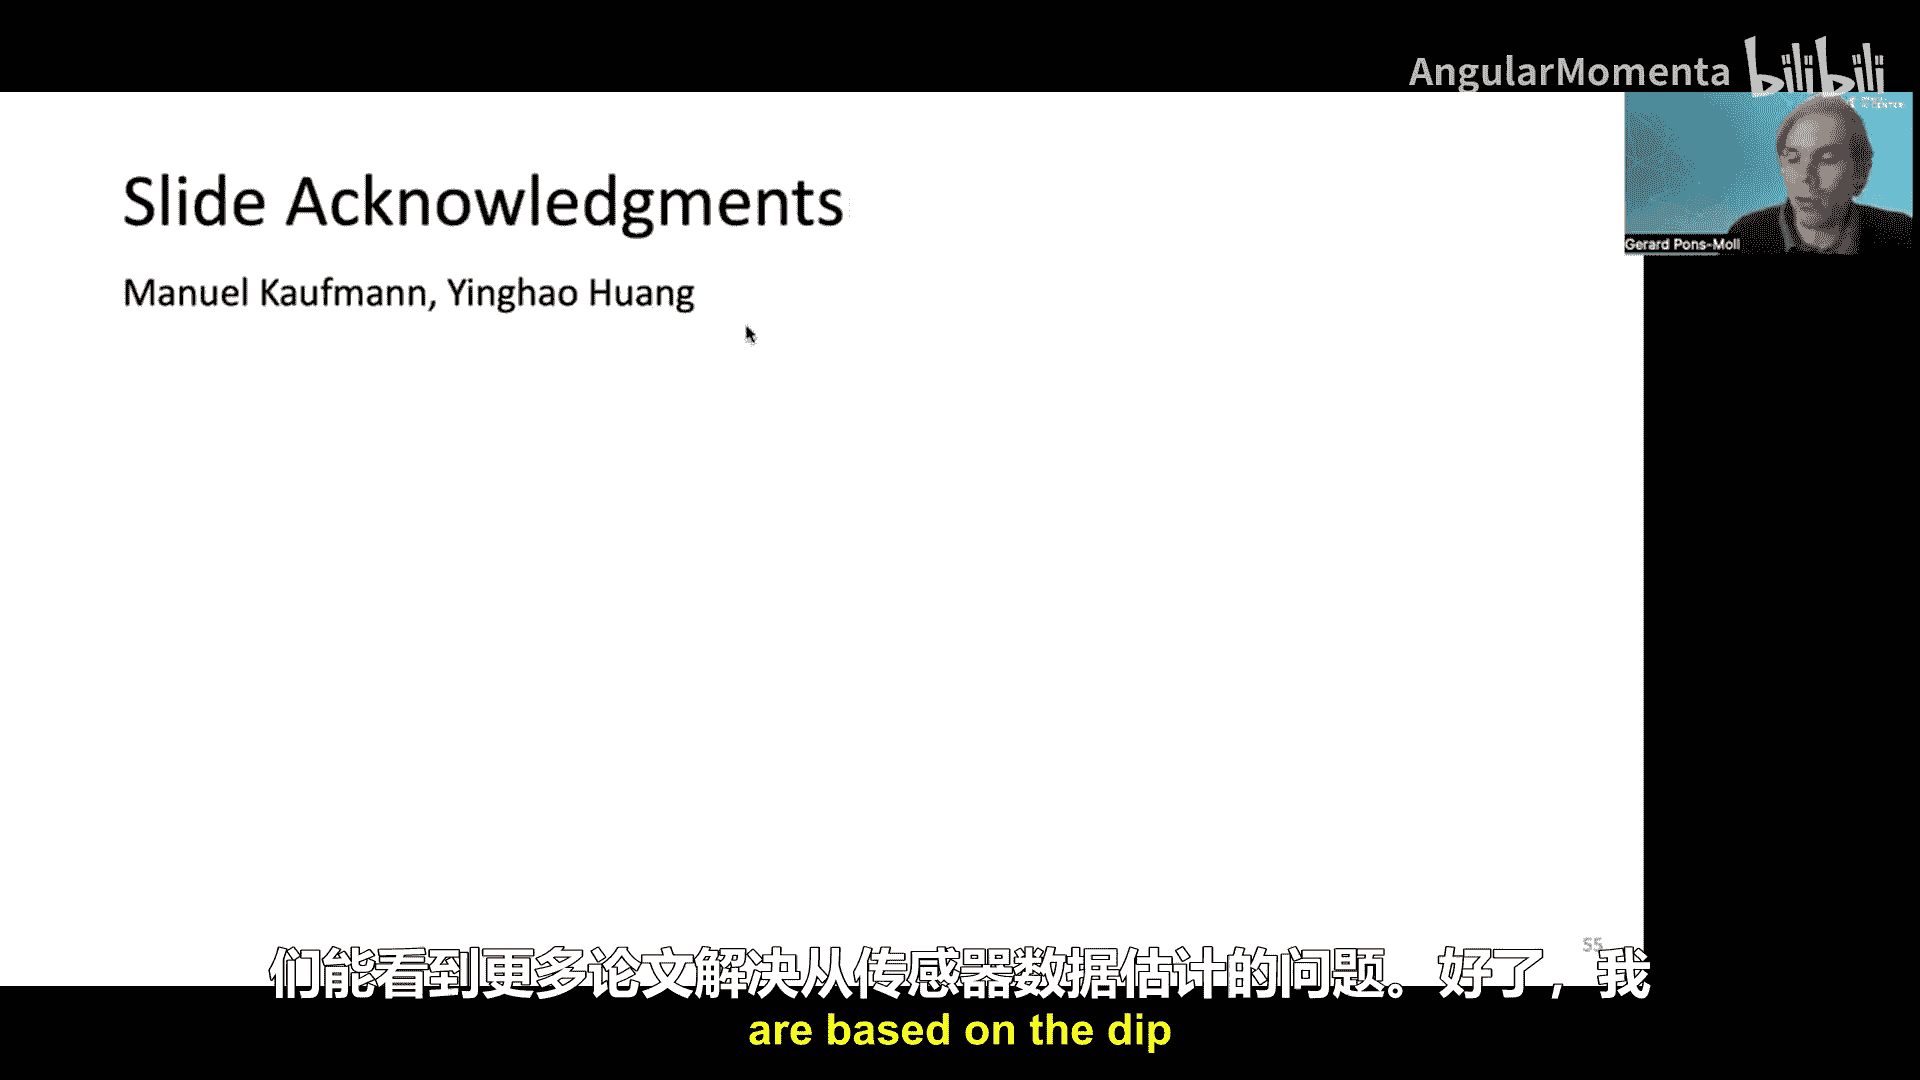 AngularMomenta bilibili
Slide Acknowledgments
Manuel Kaufmann, Yinghao Huang
Gerard Pons-Moll
55
们能看到更多论文解决从传感器数据估计的问题。好了，我
are based on the dip